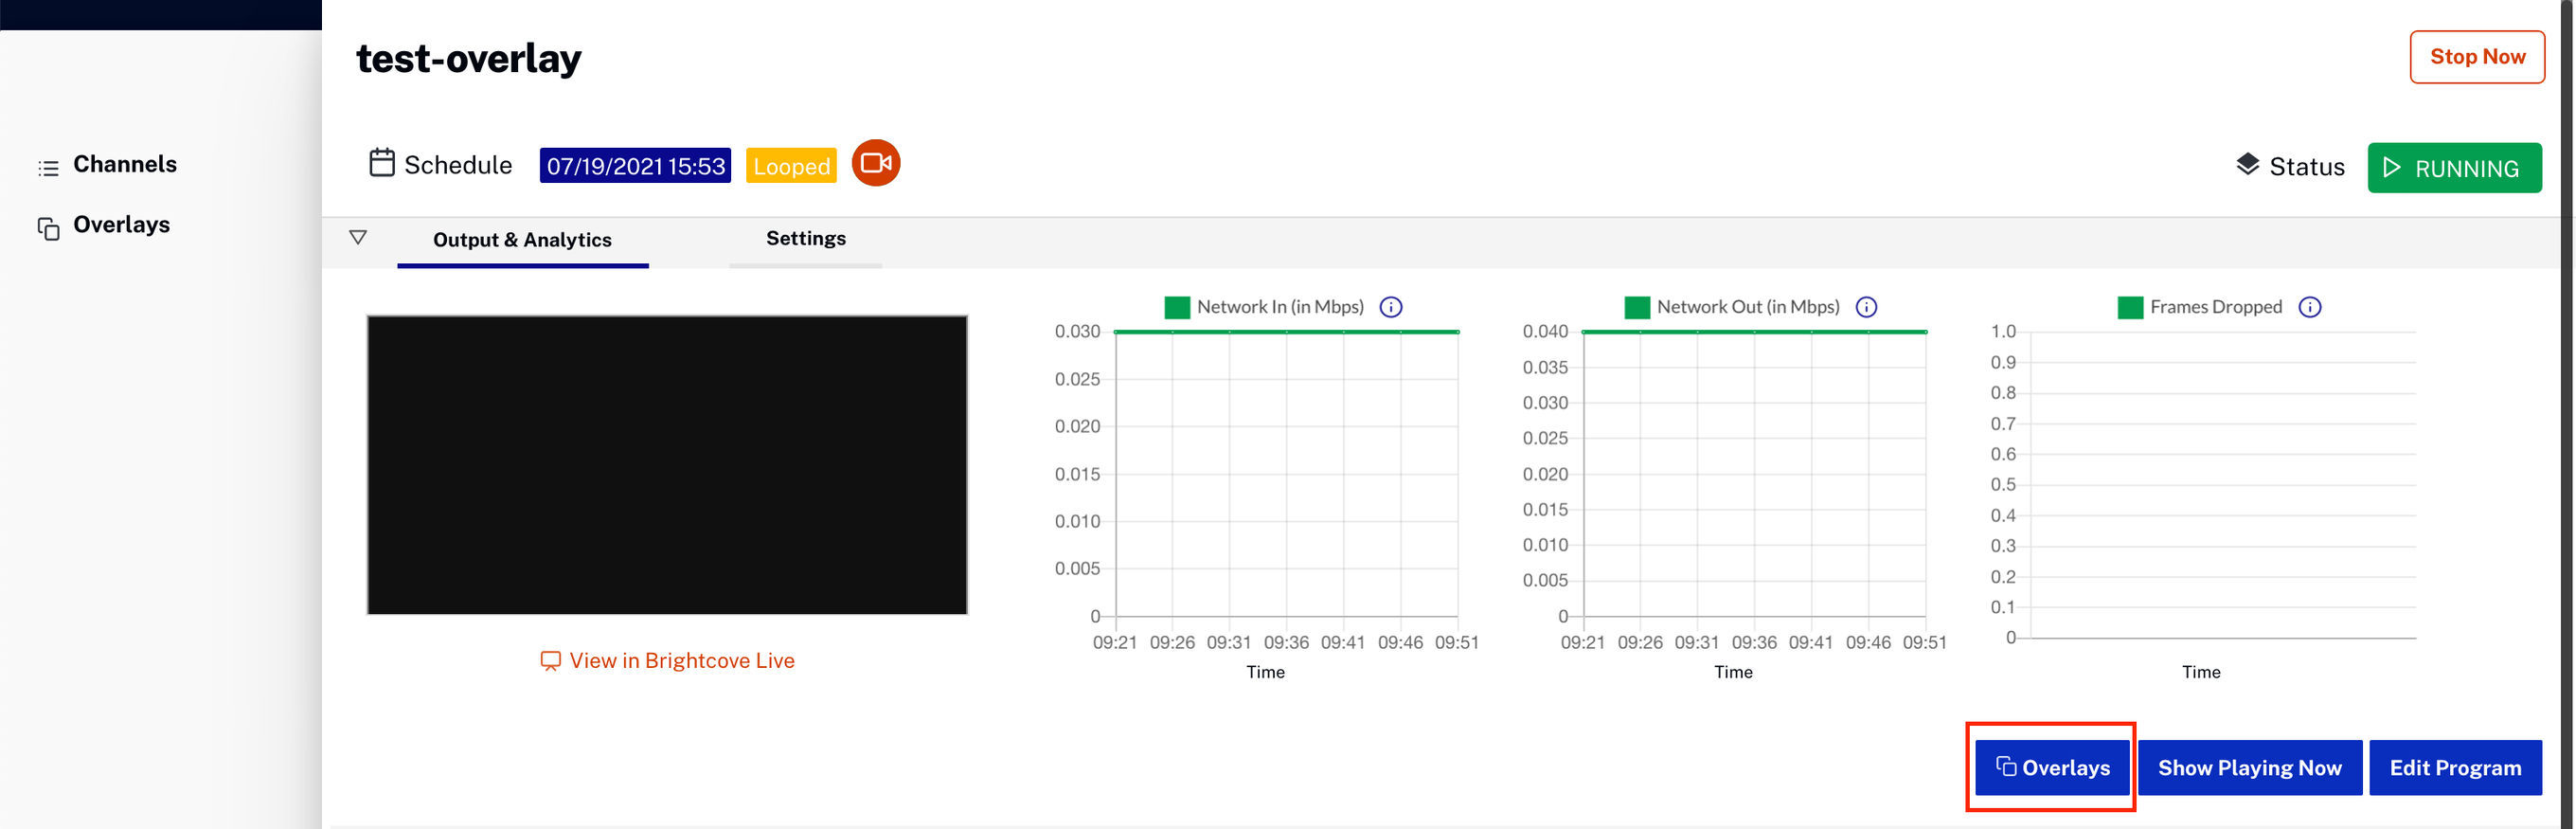 test-overlay
Stop Now
Channels
Overlays
Schedule 07/19/2021 15:53 Looped
Status RUNNING
Output & Analytics Settings
Network In (in Mbps)
0.030
0.025
0.020
0.015
0.010
0.005
0
09:21 09:26 09:31 09:36 09:41 09:46 09:51
Time
Network Out (in Mbps)
0.040
0.035
0.030
0.025
0.020
0.015
0.010
0.005
0
09:21 09:26 09:31 09:36 09:41 09:46 09:51
Time
Frames Dropped
1.0
0.9
0.8
0.7
0.6
0.5
0.4
0.3
0.2
0.1
0
Time
View in Brightcove Live
Overlays Show Playing Now Edit Program